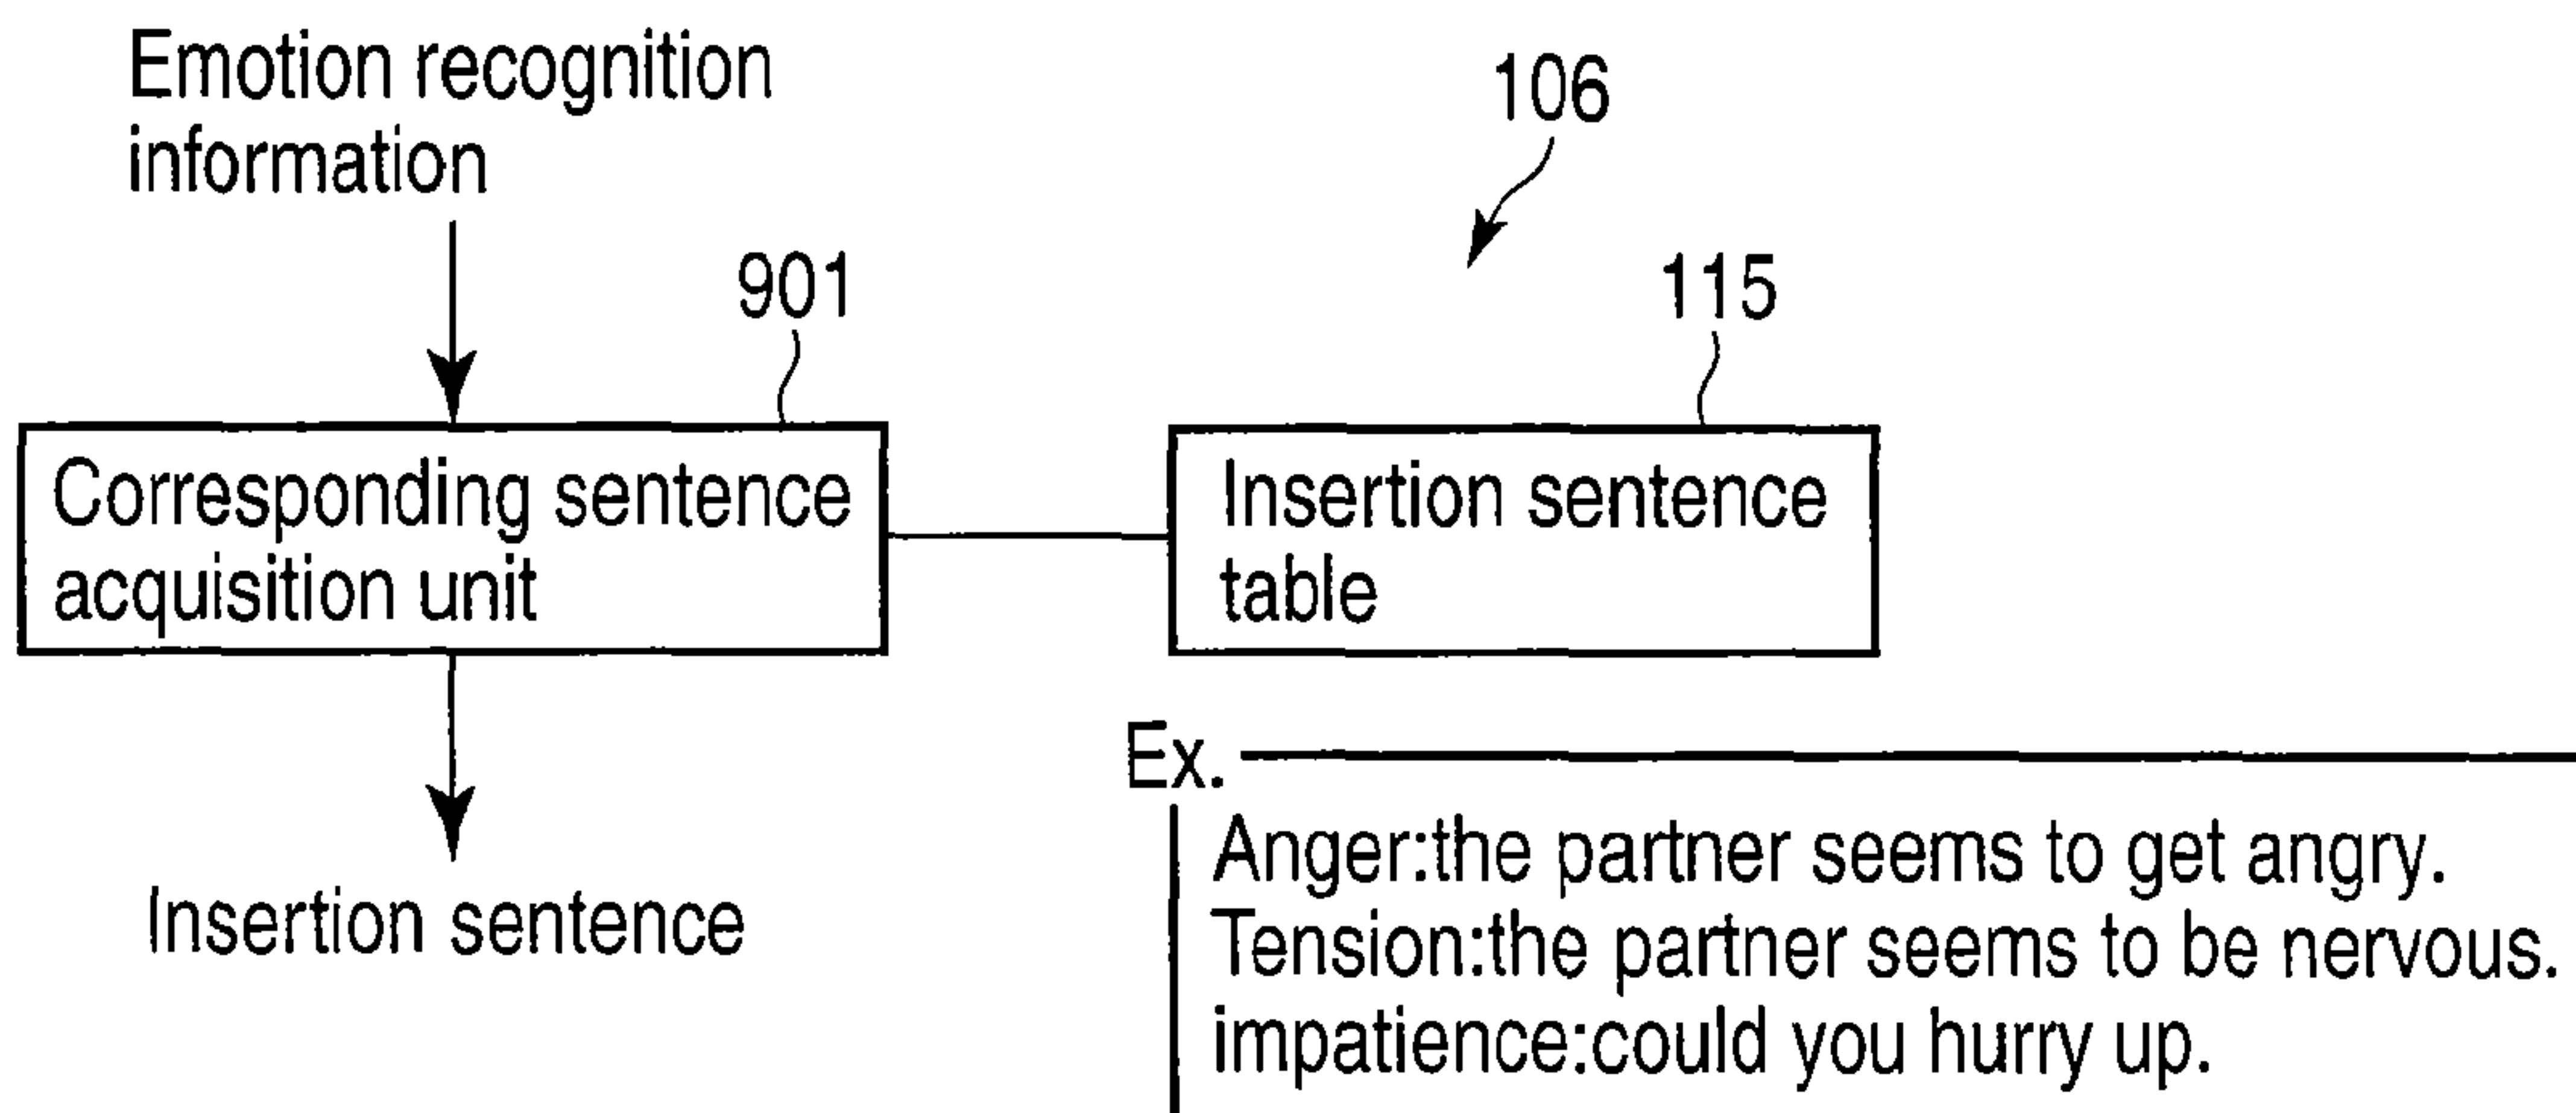 Emotion recognition
information
106
901
115
Corresponding sentence
acquisition unit
Insertion sentence
table
Insertion sentence
Ex.
Anger:the partner seems to get angry.
Tension:the partner seems to be nervous.
impatience:could you hurry up.